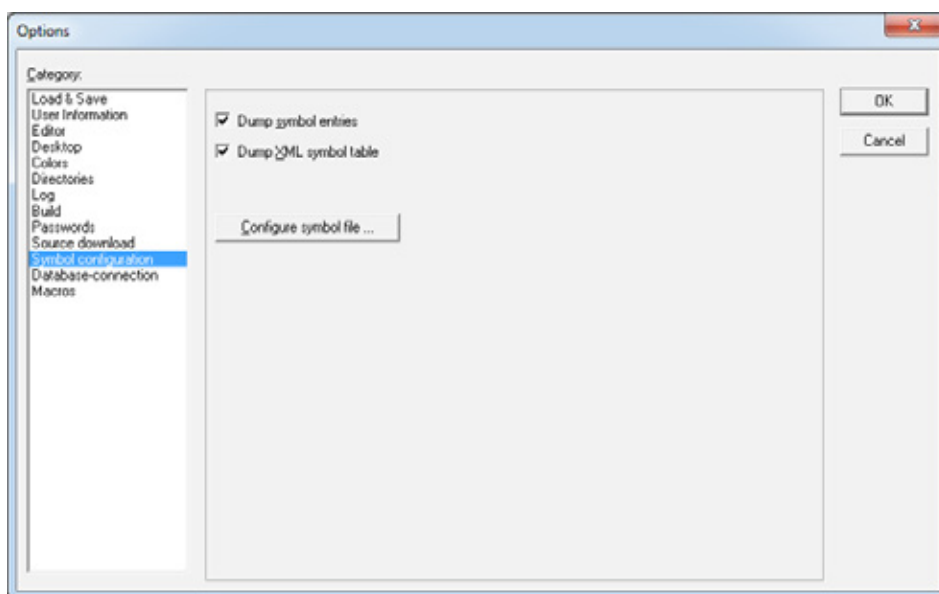 Options
Category:
Load & Save
User Information
Editor
Desktop
Colors
Directories
Log
Build
Passwords
Source download
Symbol configuration
Database-connection
Macros
Dump symbol entries
Dump XML symbol table
Configure symbol file ...
OK
Cancel